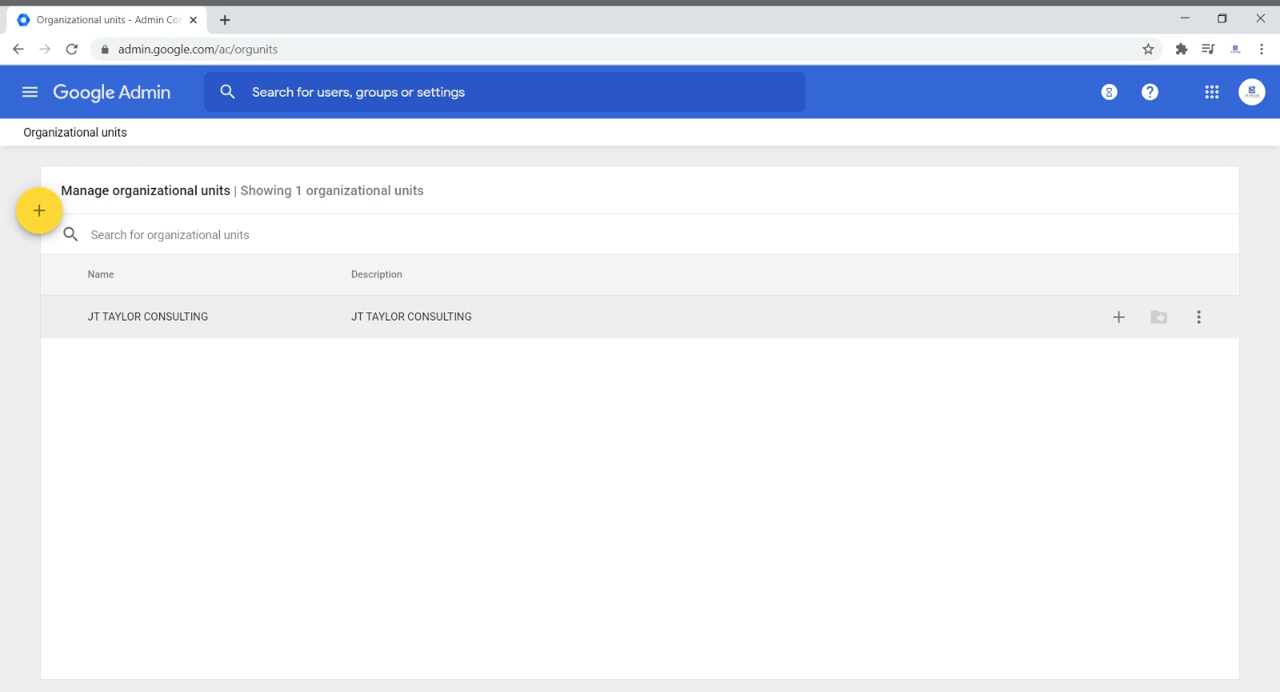 Organizational units - Admin Co
admin.google.com/ac/orgunits
Google Admin
Search for users, groups or settings
Organizational units
Manage organizational units | Showing 1 organizational units
Search for organizational units
Name Description
JT TAYLOR CONSULTING JT TAYLOR CONSULTING